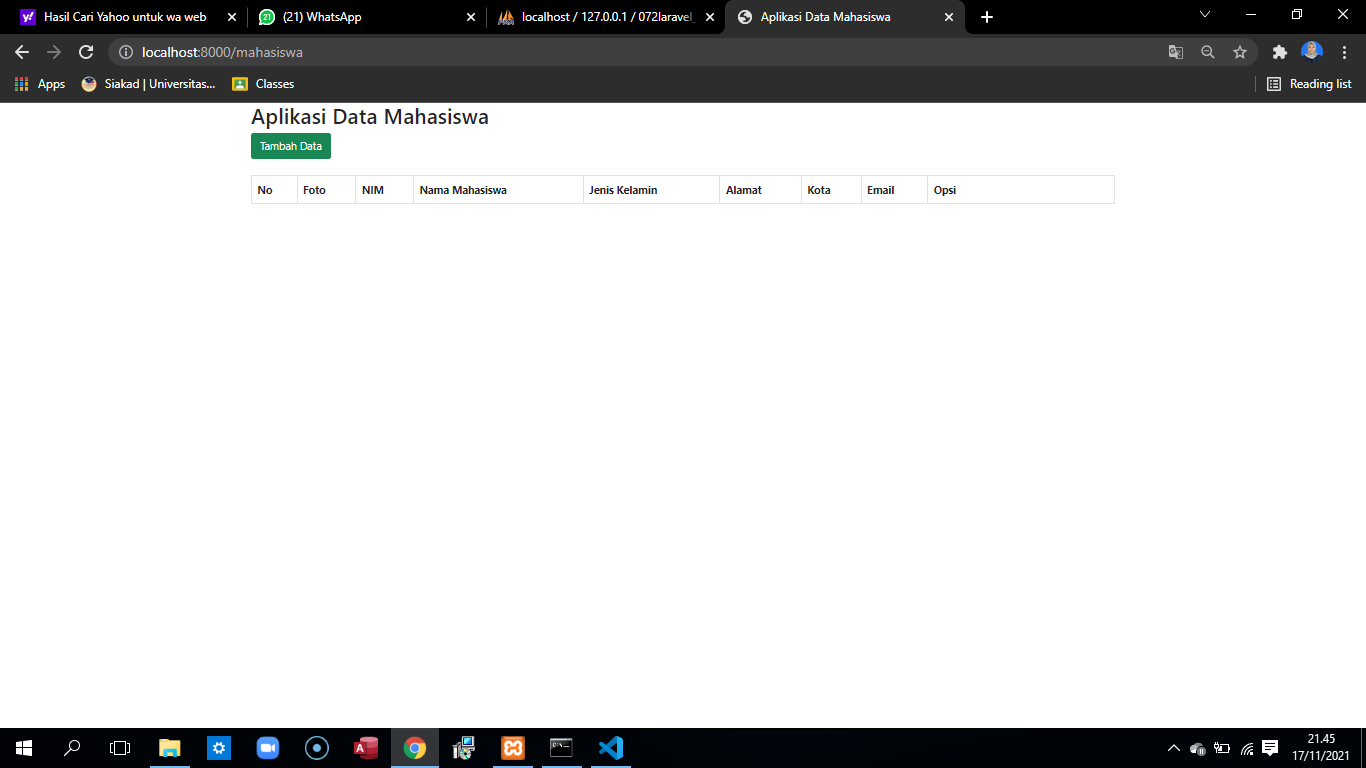 Hasil Cari Yahoo untuk wa web
(21) WhatsApp
localhost / 127.0.0.1 / 072laravel_
Aplikasi Data Mahasiswa
localhost:8000/mahasiswa
Apps
Siakad | Universitas...
Classes
Reading list
Aplikasi Data Mahasiswa
Tambah Data
No Foto NIM Nama Mahasiswa Jenis Kelamin Alamat Kota Email Opsi
21.45
17/11/2021